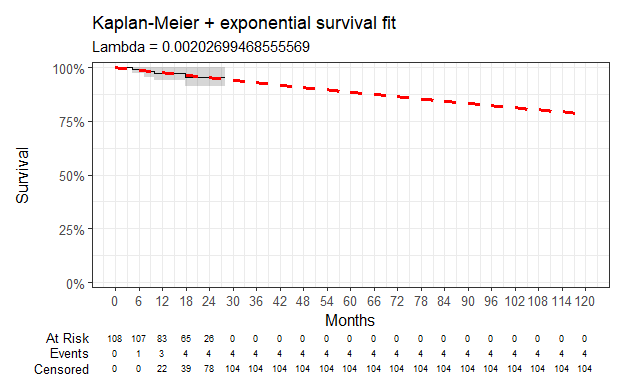 Kaplan-Meier + exponential survival fit
Lambda = 0.00202699468555569
100%
75%
50%
25%
0%
Survival
0 6 12 18 24 30 36 42 48 54 60 66 72 78 84 90 96 102 108 114 120
Months
At Risk 108 107 83 65 26 0 0 0 0 0 0 0 0 0 0 0 0 0 0 0 0
Events 0 1 3 4 4 4 4 4 4 4 4 4 4 4 4 4 4 4 4 4 4
Censored 0 0 22 39 78 104 104 104 104 104 104 104 104 104 104 104 104 104 104 104 104